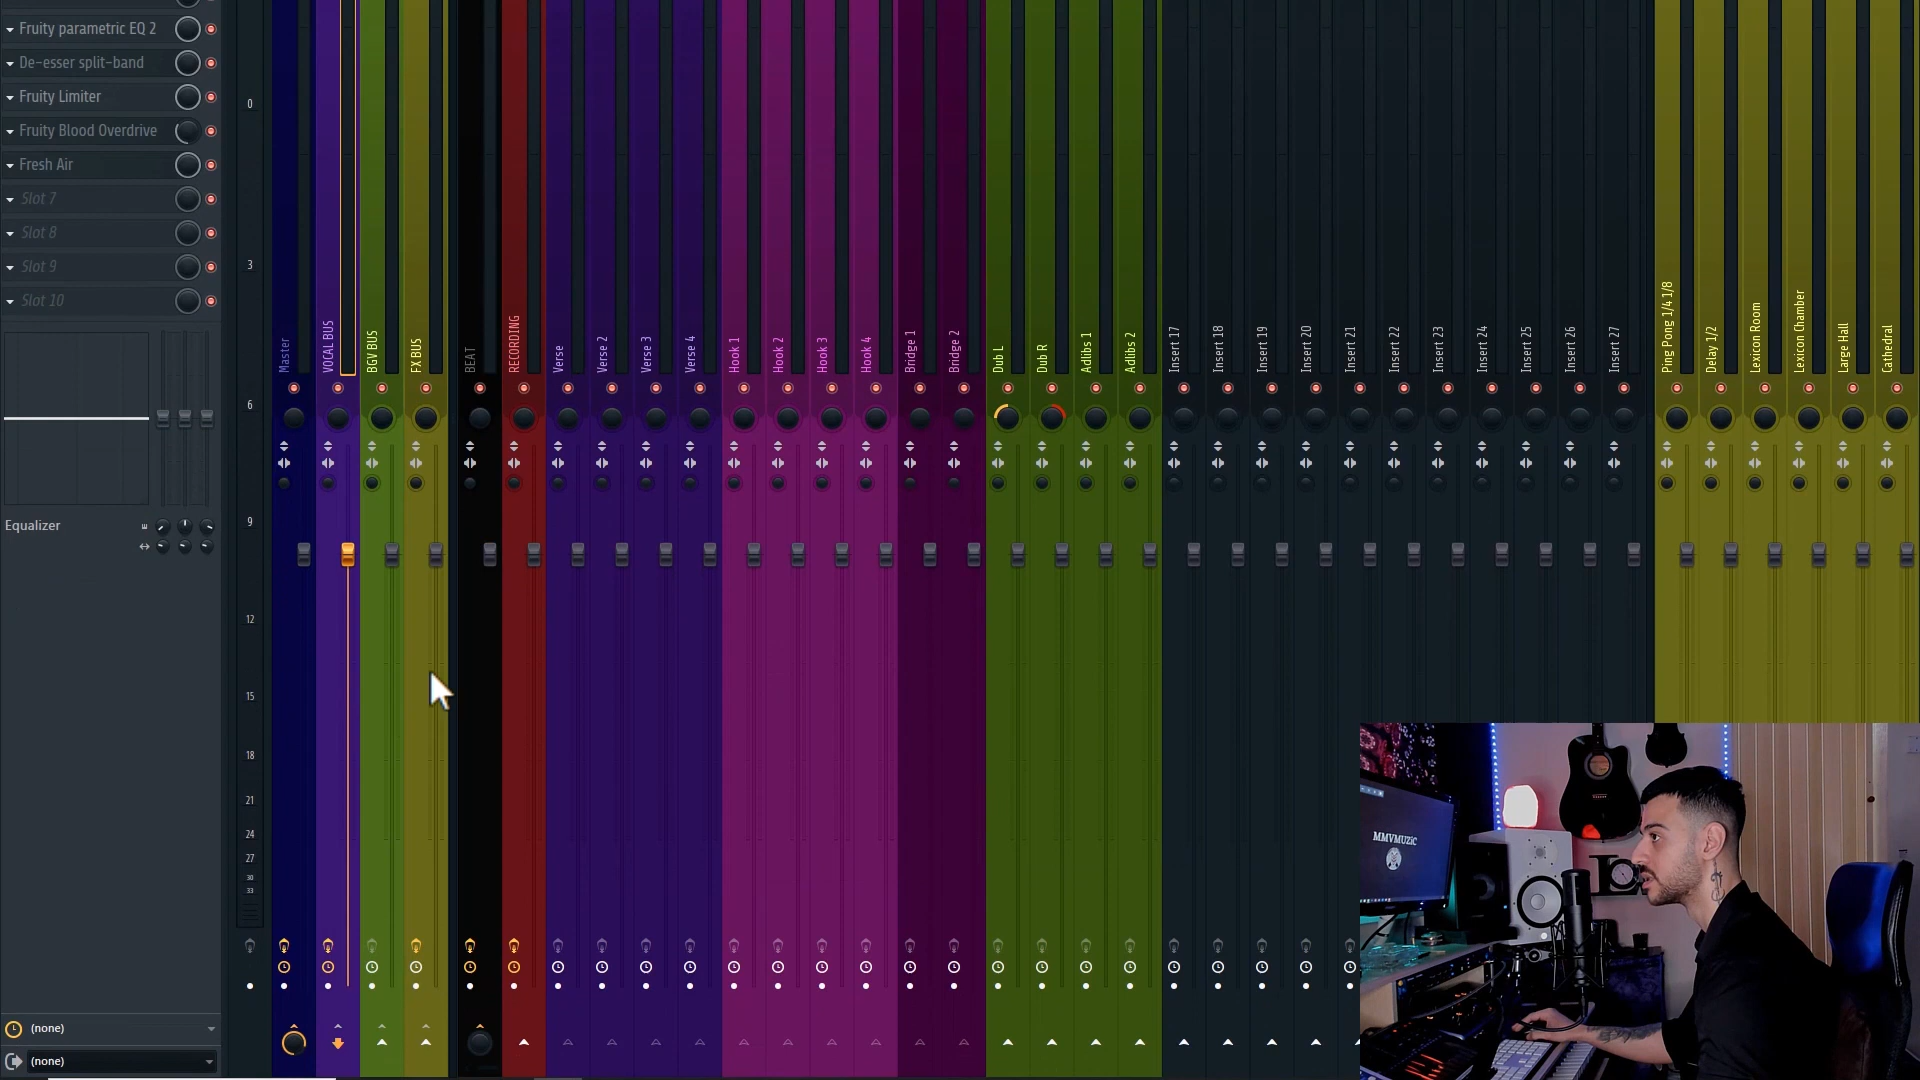 Fruity parametric EQ 2
De-esser split-band
Fruity Limiter
Fruity Blood Overdrive
Fresh Air
Slot 7
Slot 8
Slot 9
Slot 10
Equalizer
(none)
(none)
0
3
6
9
12
15
18
21
24
27
30
33
Master
VOCAL BUS
BGV BUS
FX BUS
BEAT
RECORDING
Verse
Verse 2
Verse 3
Verse 4
Hook 1
Hook 2
Hook 3
Hook 4
Bridge 1
Bridge 2
Dub L
Dub R
Adlibs 1
Adlibs 2
Insert 17
Insert 18
Insert 19
Insert 20
Insert 21
Insert 22
Insert 23
Insert 24
Insert 25
Insert 26
Insert 27
Ping Pong 1/4 1/8
Delay 1/2
Lexicon Room
Lexicon Chamber
Large Hall
Cathedral
MMVMUZiC